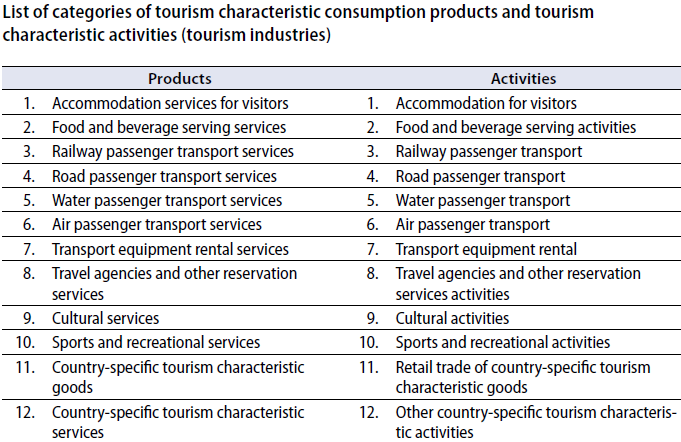 List of categories of tourism characteristic consumption products and tourism
characteristic activities (tourism industries)
Products Activities
1. Accommodation services for visitors 1. Accommodation for visitors
2. Food and beverage serving services 2. Food and beverage serving activities
3. Railway passenger transport services 3. Railway passenger transport
4. Road passenger transport services 4. Road passenger transport
5. Water passenger transport services 5. Water passenger transport
6. Air passenger transport services 6. Air passenger transport
7. Transport equipment rental services 7. Transport equipment rental
8. Travel agencies and other reservation 8. Travel agencies and other reservation
services services activities
9. Cultural services 9. Cultural activities
10. Sports and recreational services 10. Sports and recreational activities
11. Country-specific tourism characteristic 11. Retail trade of country-specific tourism
goods characteristic goods
12. Country-specific tourism characteristic 12. Other country-specific tourism characteris-
services tic activities